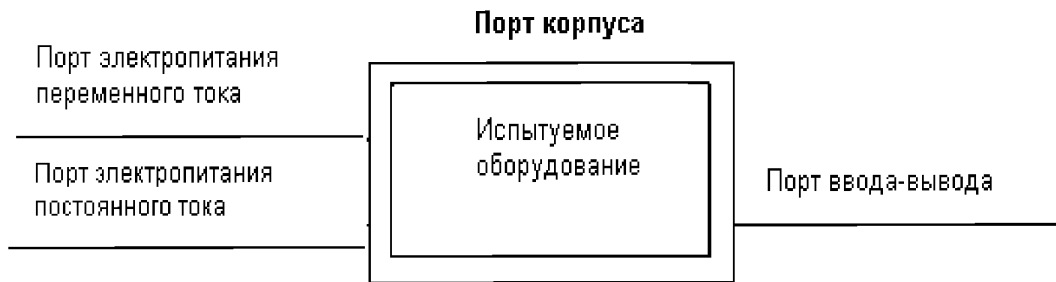 Порт корпуса
Порт электропитания
переменного тока
Испытуемое
оборудование
Порт электропитания
постоянного тока
Порт ввода-вывода